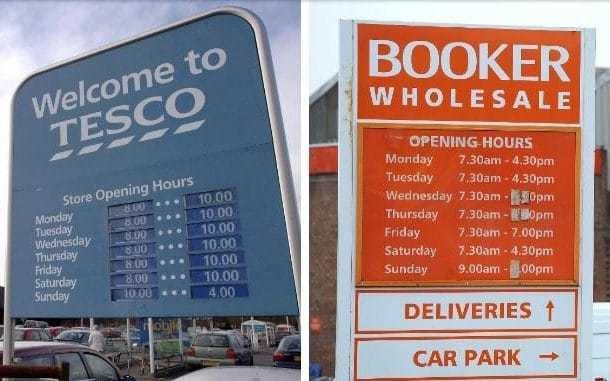 Welcome to
TESCO
Store Opening Hours
Monday 8.00 10.00
Tuesday 8.00 10.00
Wednesday 8.00 10.00
Thursday 8.00 10.00
Friday 8.00 10.00
Saturday 8.00 10.00
Sunday 10.00 4.00
mobile
BOOKER
WHOLESALE
OPENING HOURS
Monday 7.30am - 4.30pm
Tuesday 7.30am - 4.30pm
Wednesday 7.30am -
Thursday 7.30am -
Friday 7.30am - 7.00pm
Saturday 7.30am - 4.30pm
Sunday 9.00am -
DELIVERIES ↑
CAR PARK →